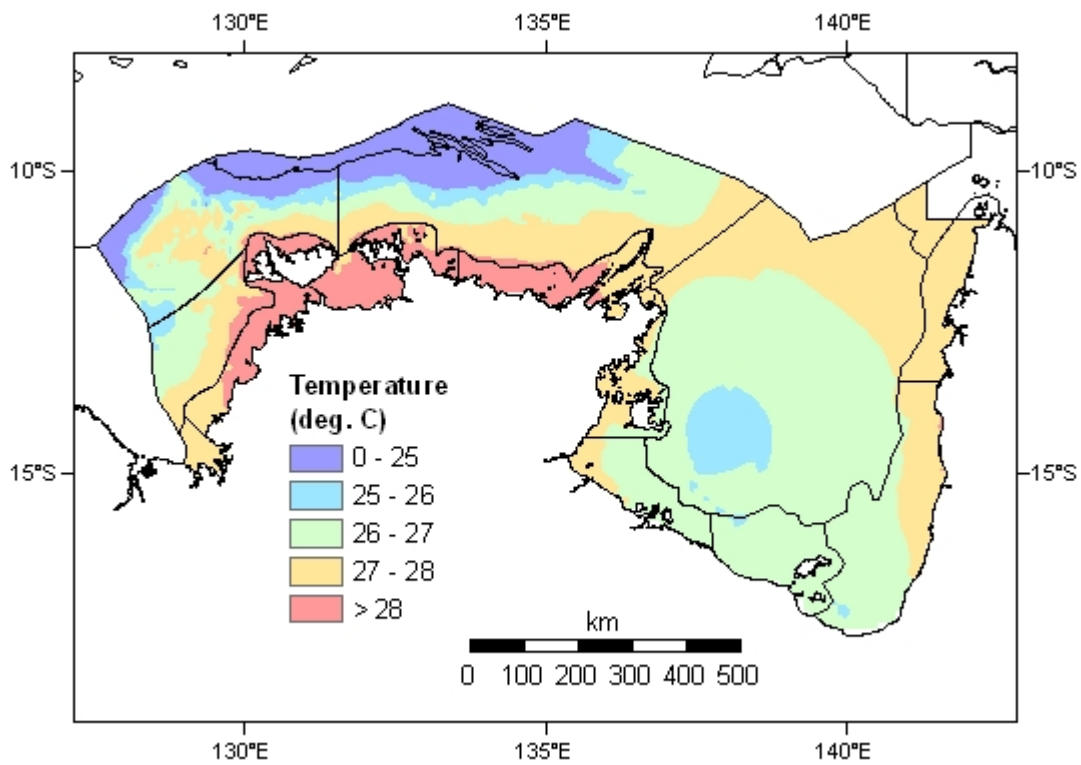 130°E 135°E 140°E
10°S 10°S
Temperature
(deg. C)
0 - 25
15°S 15°S
25 - 26
26 - 27
27 - 28
> 28
km
0 100 200 300 400 500
130°E 135°E 140°E